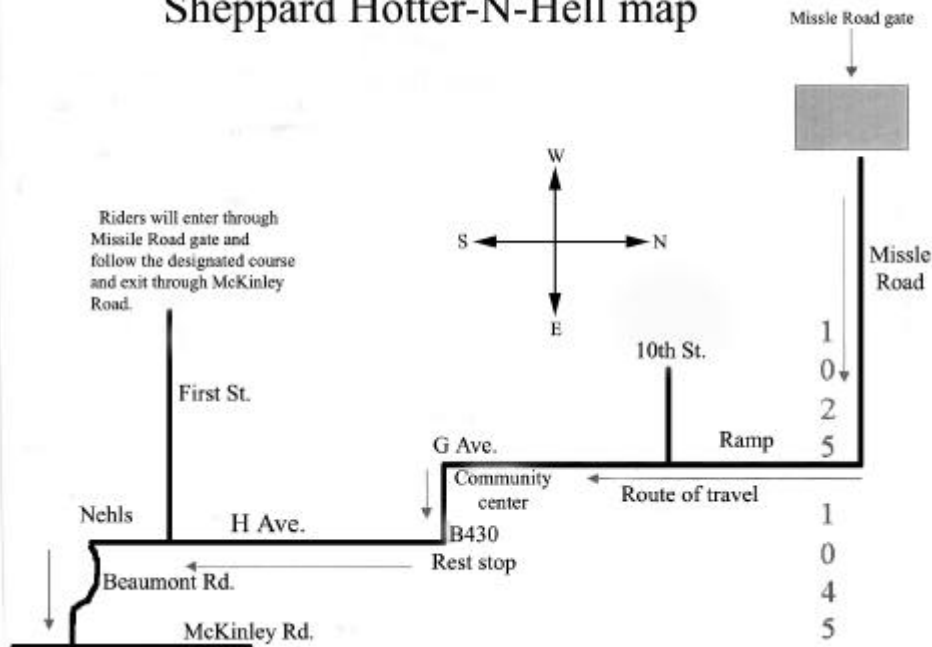 Sheppard Hotter-N-Hell map
Missle Road gate
W
S
N
E
Riders will enter through
Missile Road gate and
follow the designated course
and exit through McKinley
Road.
Missle
Road
10th St.
First St.
1
0
2
5
G Ave.
Ramp
Community
center
Route of travel
Nehls
H Ave.
B430
Rest stop
1
0
4
5
Beaumont Rd.
McKinley Rd.